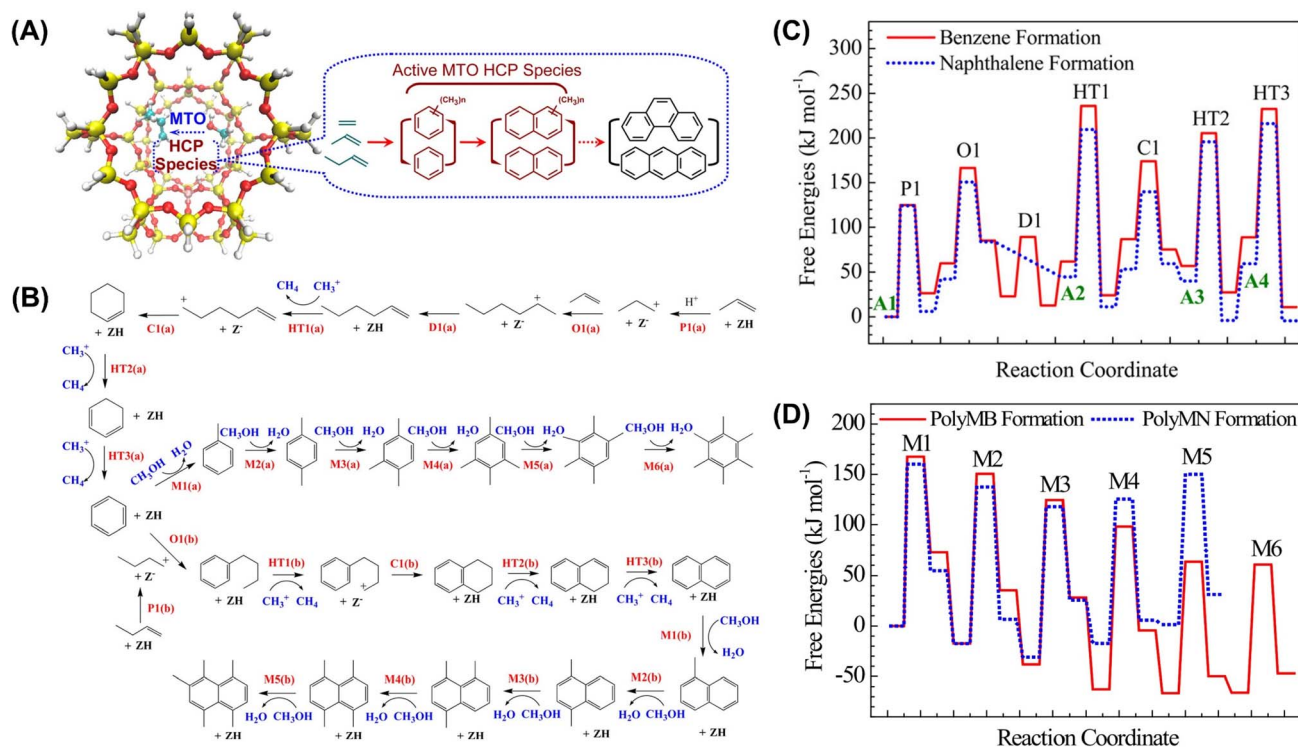 (A)
MTO
HCP
Species
Active MTO HCP Species
(CH3)n
(CH3)n
(B)
CH4
CH3+
H+
+
+
+
+ ZH
+ Z-
+ ZH
+ Z-
+ Z-
+ ZH
C1(a)
HT1(a)
D1(a)
O1(a)
P1(a)
CH3+
HT2(a)
CH4
+ ZH
CH3+
HT3(a)
CH4
CH3OH
H2O
M1(a)
CH3OH
H2O
M2(a)
CH3OH
H2O
M3(a)
CH3OH
H2O
M4(a)
CH3OH
H2O
M5(a)
CH3OH
H2O
M6(a)
+ ZH
O1(b)
+
+ Z-
P1(b)
+ ZH
+ ZH
HT1(b)
CH3+
CH4
+
+ Z-
C1(b)
+ ZH
HT2(b)
CH3+
CH4
+ ZH
HT3(b)
CH3+
CH4
+ ZH
M1(b)
CH3OH
H2O
+ ZH
M5(b)
H2O CH3OH
+ ZH
M4(b)
H2O CH3OH
+ ZH
M3(b)
H2O CH3OH
+ ZH
M2(b)
H2O CH3OH
+ ZH
(C)
Benzene Formation
Naphthalene Formation
Free Energies (kJ mol-1)
300
250
200
150
100
50
0
A1
P1
O1
D1
A2
HT1
C1
A3
HT2
A4
HT3
Reaction Coordinate
(D)
PolyMB Formation
PolyMN Formation
Free Energies (kJ mol-1)
200
150
100
50
0
-50
M1
M2
M3
M4
M5
M6
Reaction Coordinate